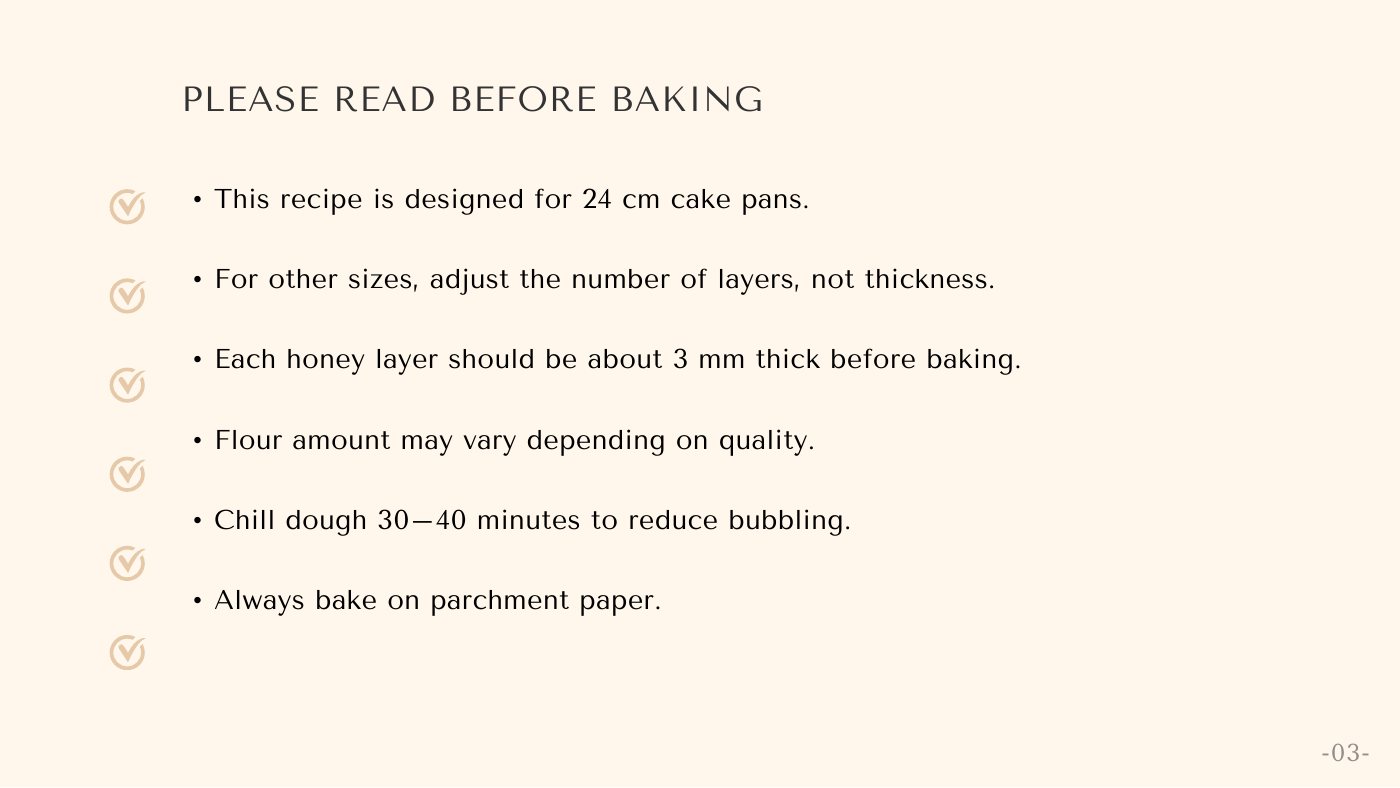 PLEASE READ BEFORE BAKING
• This recipe is designed for 24 cm cake pans.
• For other sizes, adjust the number of layers, not thickness.
• Each honey layer should be about 3 mm thick before baking.
• Flour amount may vary depending on quality.
• Chill dough 30–40 minutes to reduce bubbling.
• Always bake on parchment paper.
-03-